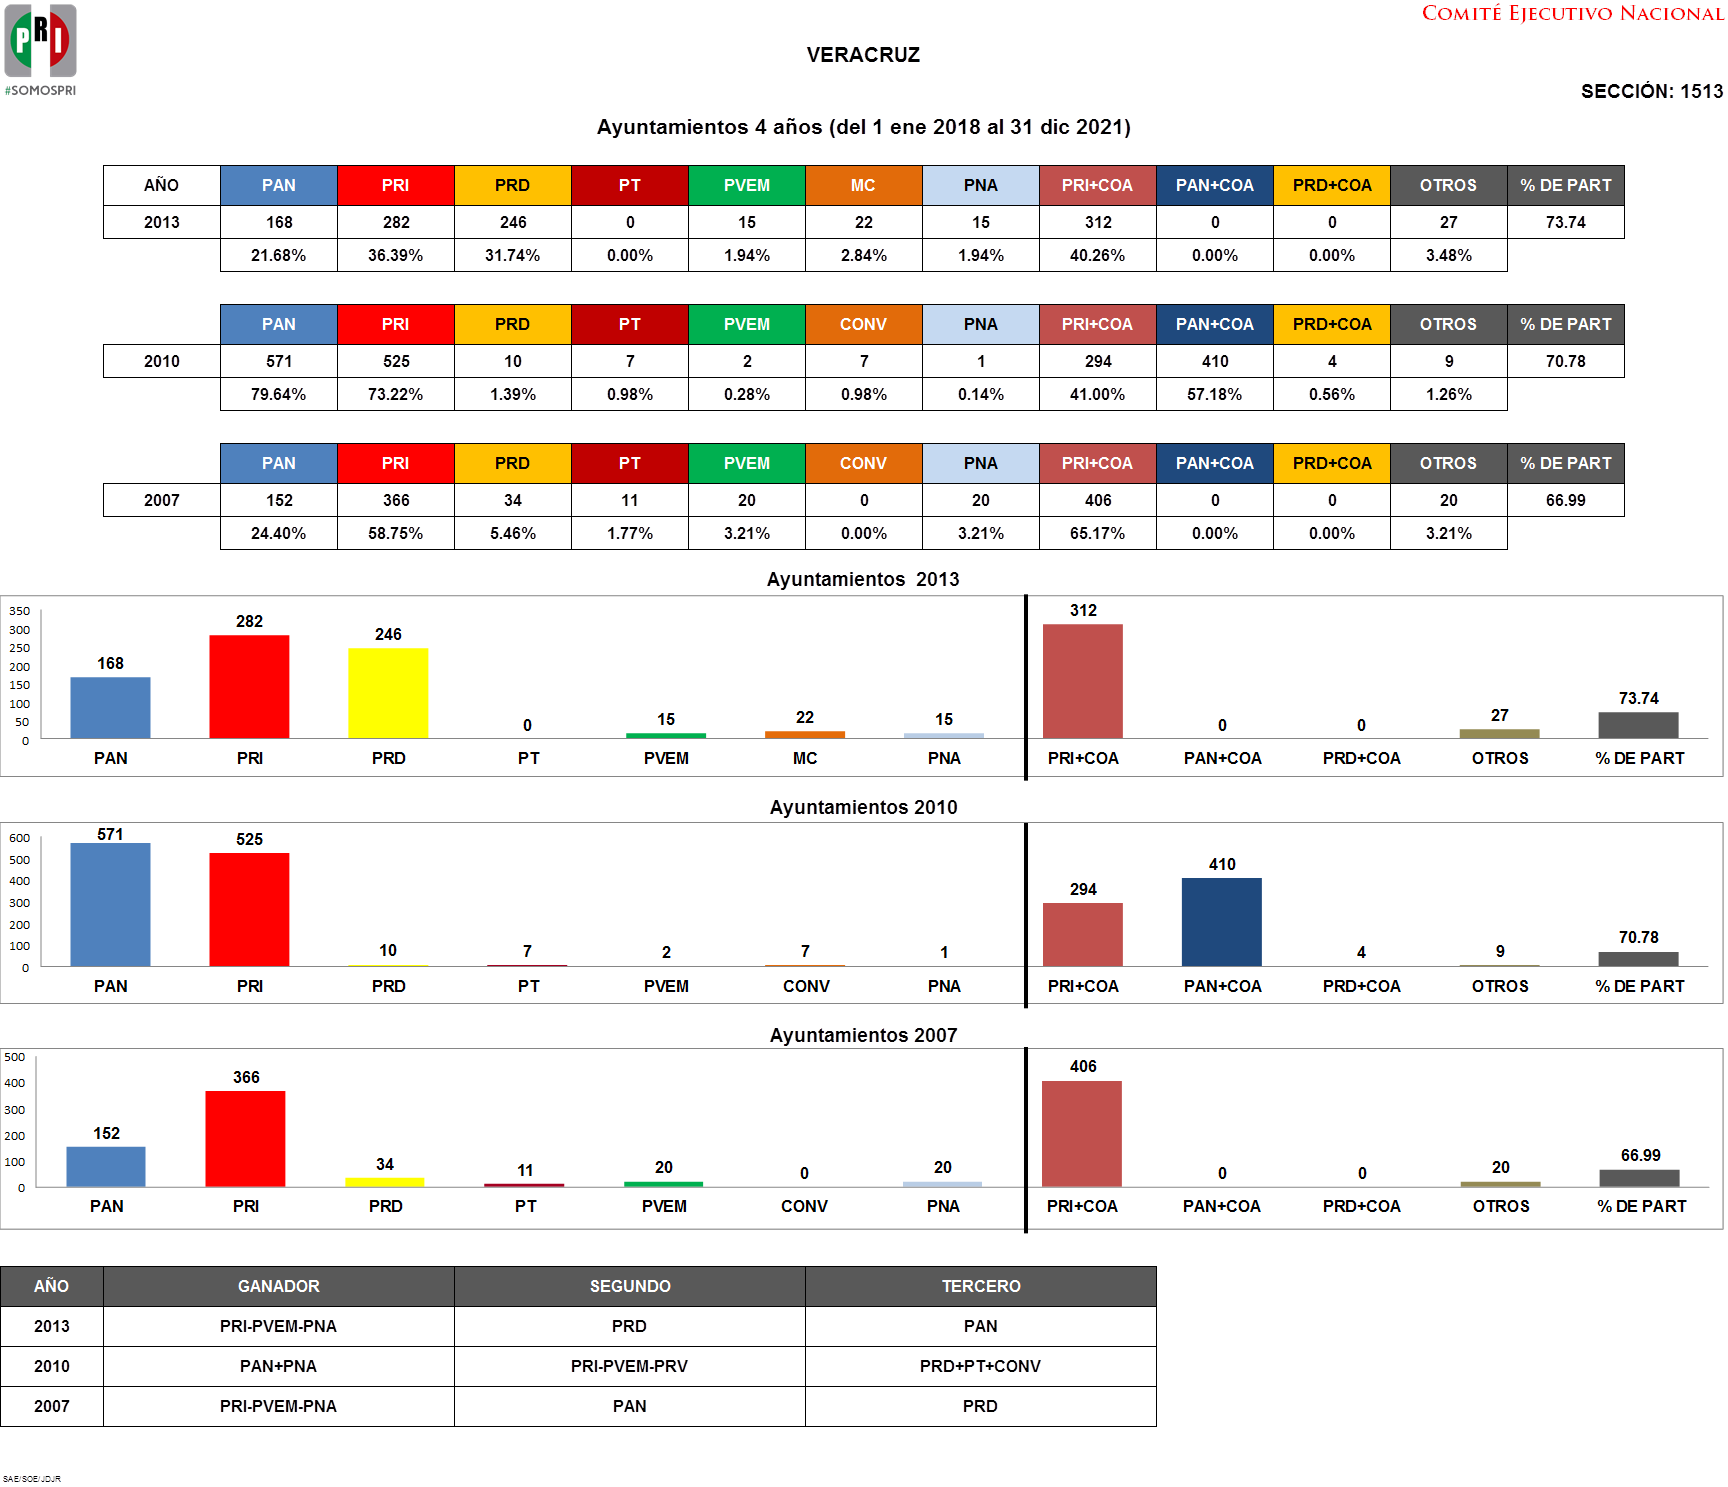 PRI
#SOMOSPRI
COMITÉ EJECUTIVO NACIONAL
VERACRUZ
SECCIÓN: 1513
Ayuntamientos 4 años (del 1 ene 2018 al 31 dic 2021)
AÑO PAN PRI PRD PT PVEM MC PNA PRI+COA PAN+COA PRD+COA OTROS % DE PART
2013 168 282 246 0 15 22 15 312 0 0 27 73.74
21.68% 36.39% 31.74% 0.00% 1.94% 2.84% 1.94% 40.26% 0.00% 0.00% 3.48%
PAN PRI PRD PT PVEM CONV PNA PRI+COA PAN+COA PRD+COA OTROS % DE PART
2010 571 525 10 7 2 7 1 294 410 4 9 70.78
79.64% 73.22% 1.39% 0.98% 0.28% 0.98% 0.14% 41.00% 57.18% 0.56% 1.26%
PAN PRI PRD PT PVEM CONV PNA PRI+COA PAN+COA PRD+COA OTROS % DE PART
2007 152 366 34 11 20 0 20 406 0 0 20 66.99
24.40% 58.75% 5.46% 1.77% 3.21% 0.00% 3.21% 65.17% 0.00% 0.00% 3.21%
Ayuntamientos 2013
350
300
250
200
150
100
50
0
168 282 246 0 15 22 15 312 0 0 27 73.74
PAN PRI PRD PT PVEM MC PNA PRI+COA PAN+COA PRD+COA OTROS % DE PART
Ayuntamientos 2010
600
500
400
300
200
100
0
571 525 10 7 2 7 1 294 410 4 9 70.78
PAN PRI PRD PT PVEM CONV PNA PRI+COA PAN+COA PRD+COA OTROS % DE PART
Ayuntamientos 2007
500
400
300
200
100
0
152 366 34 11 20 0 20 406 0 0 20 66.99
PAN PRI PRD PT PVEM CONV PNA PRI+COA PAN+COA PRD+COA OTROS % DE PART
AÑO GANADOR SEGUNDO TERCERO
2013 PRI-PVEM-PNA PRD PAN
2010 PAN+PNA PRI-PVEM-PRV PRD+PT+CONV
2007 PRI-PVEM-PNA PAN PRD
SAE/SOE/JDJR